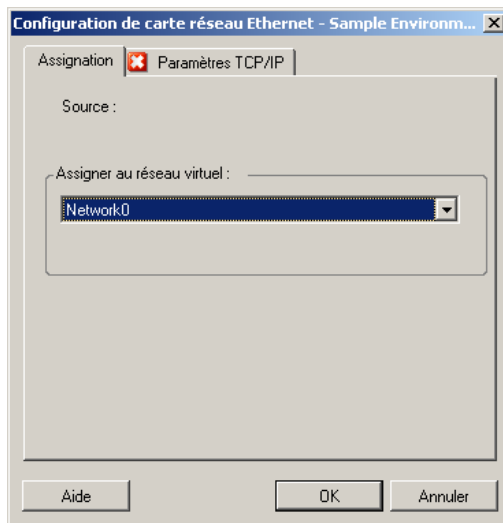 Configuration de carte réseau Ethernet - Sample Environm...
Assignation
Paramètres TCP/IP
Source :
Assigner au réseau virtuel :
Network0
Aide
OK
Annuler